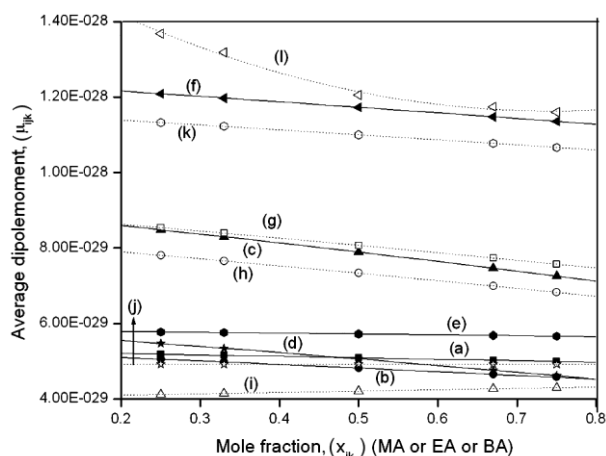 1.40E-028
1.20E-028
1.00E-028
8.00E-029
6.00E-029
4.00E-029
Average dipolemoment, (μijk)
(l)
(f)
(k)
(g)
(c)
(h)
(j)
(e)
(d)
(a)
(b)
(i)
0.2 0.3 0.4 0.5 0.6 0.7 0.8
Mole fraction, (xjk) (MA or EA or BA)